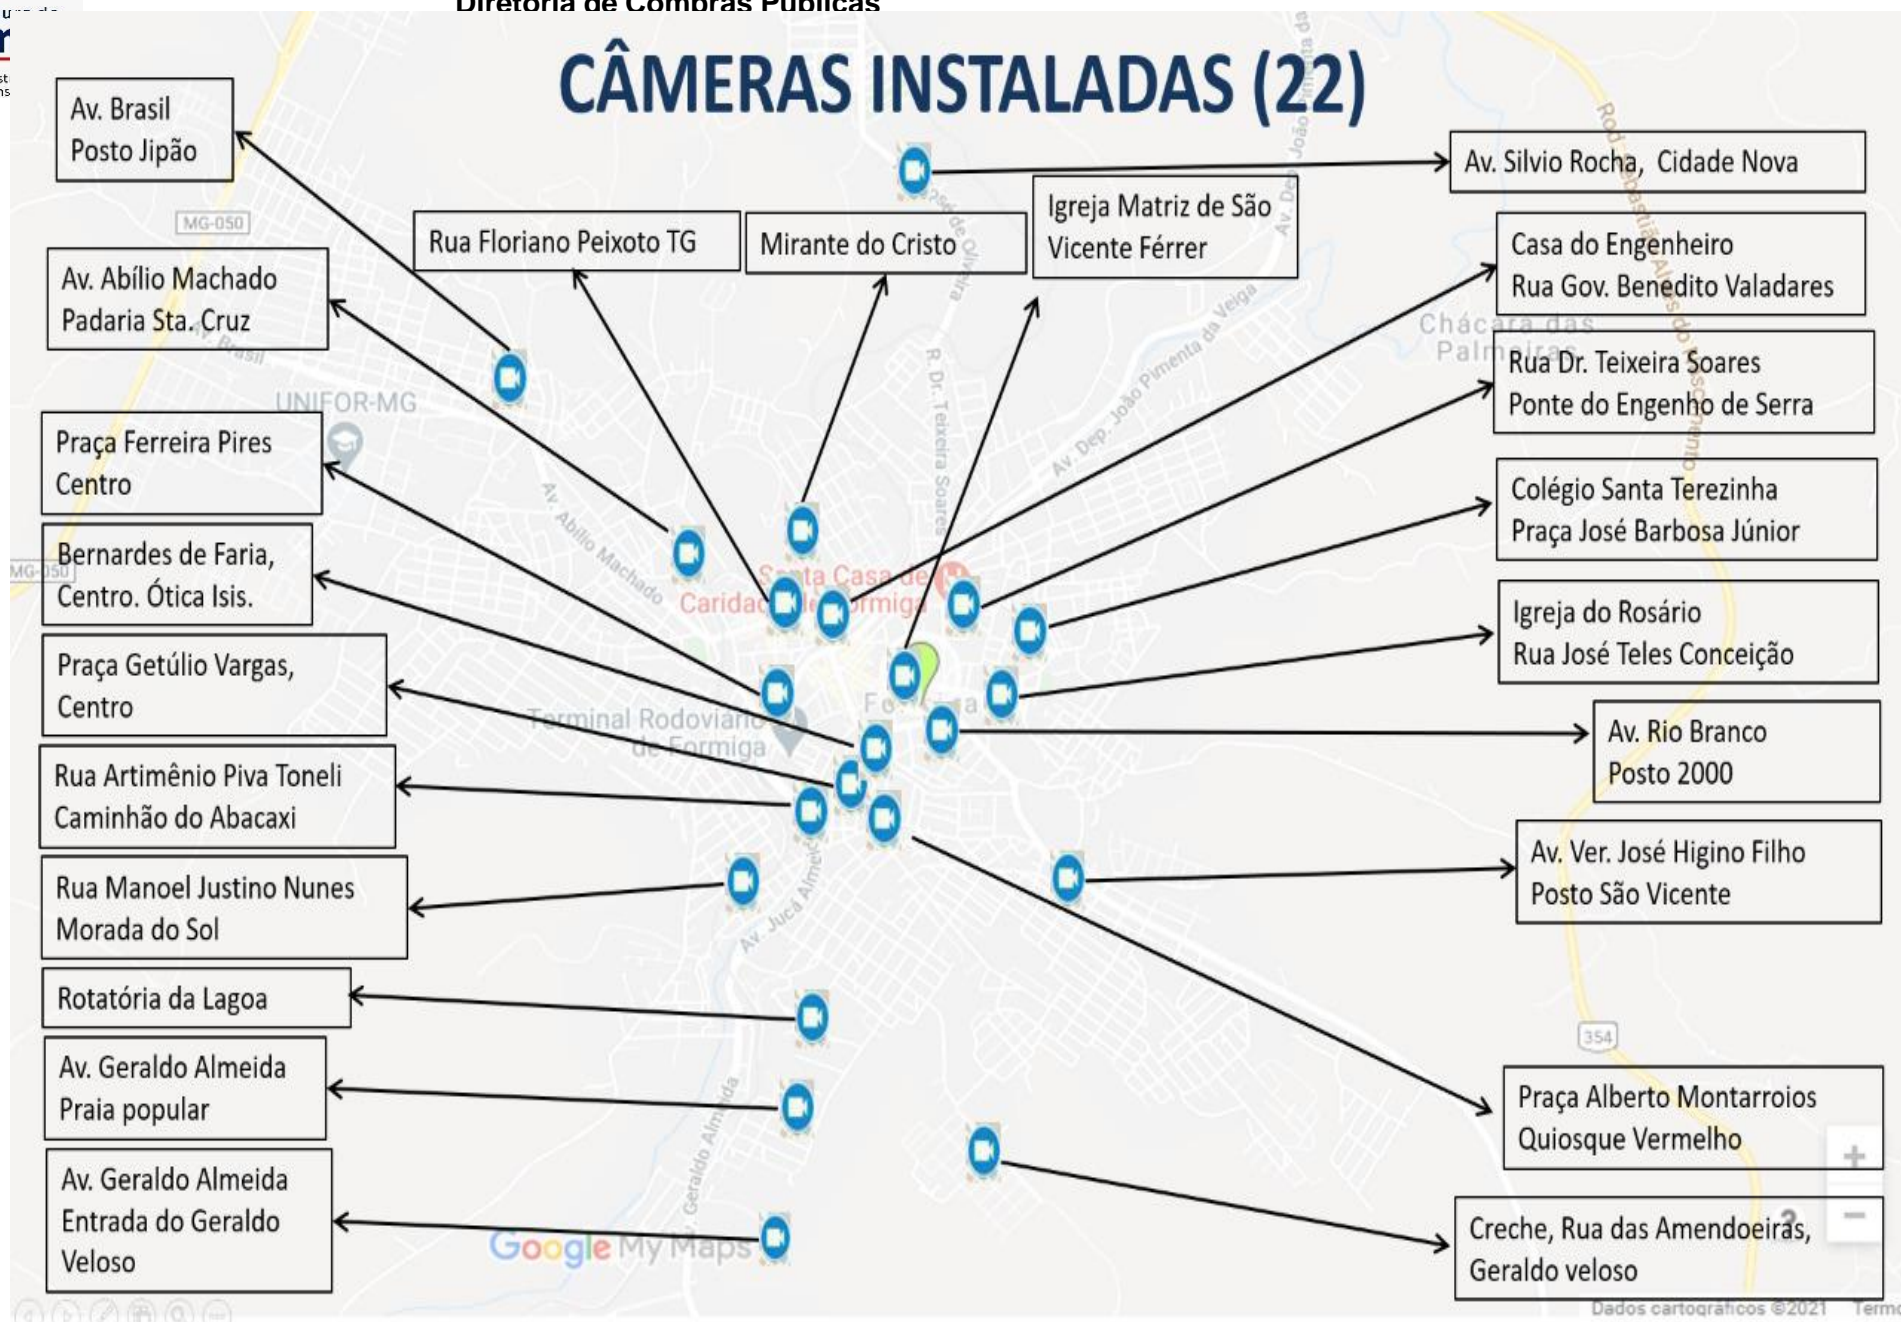 Diretoria de Compras Públicas
CÂMERAS INSTALADAS (22)
Av. Brasil
Posto Jipão
Av. Abílio Machado
Padaria Sta. Cruz
Praça Ferreira Pires
Centro
Bernardes de Faria,
Centro. Ótica Isis.
Praça Getúlio Vargas,
Centro
Rua Artimênio Piva Toneli
Caminhão do Abacaxi
Rua Manoel Justino Nunes
Morada do Sol
Rotatória da Lagoa
Av. Geraldo Almeida
Praia popular
Av. Geraldo Almeida
Entrada do Geraldo
Veloso
Rua Floriano Peixoto TG
Mirante do Cristo
Igreja Matriz de São
Vicente Férrer
Av. Silvio Rocha, Cidade Nova
Casa do Engenheiro
Rua Gov. Benedito Valadares
Rua Dr. Teixeira Soares
Ponte do Engenho de Serra
Colégio Santa Terezinha
Praça José Barbosa Júnior
Igreja do Rosário
Rua José Teles Conceição
Av. Rio Branco
Posto 2000
Av. Ver. José Higino Filho
Posto São Vicente
Praça Alberto Montarroios
Quiosque Vermelho
Creche, Rua das Amendoeiras,
Geraldo veloso
MG-050
MG-050
Av. Brasil
UNIFOR-MG
Av. Abílio Machado
R. Dr. Teixeira Soares
Av. Dep. João Pimenta da Veiga
Chácara das
Palmeiras
Santa Casa de
Terminal Rodoviário
de Formiga
Av. Geraldo Almeida
354
Google My Maps
Dados cartográficos ©2021